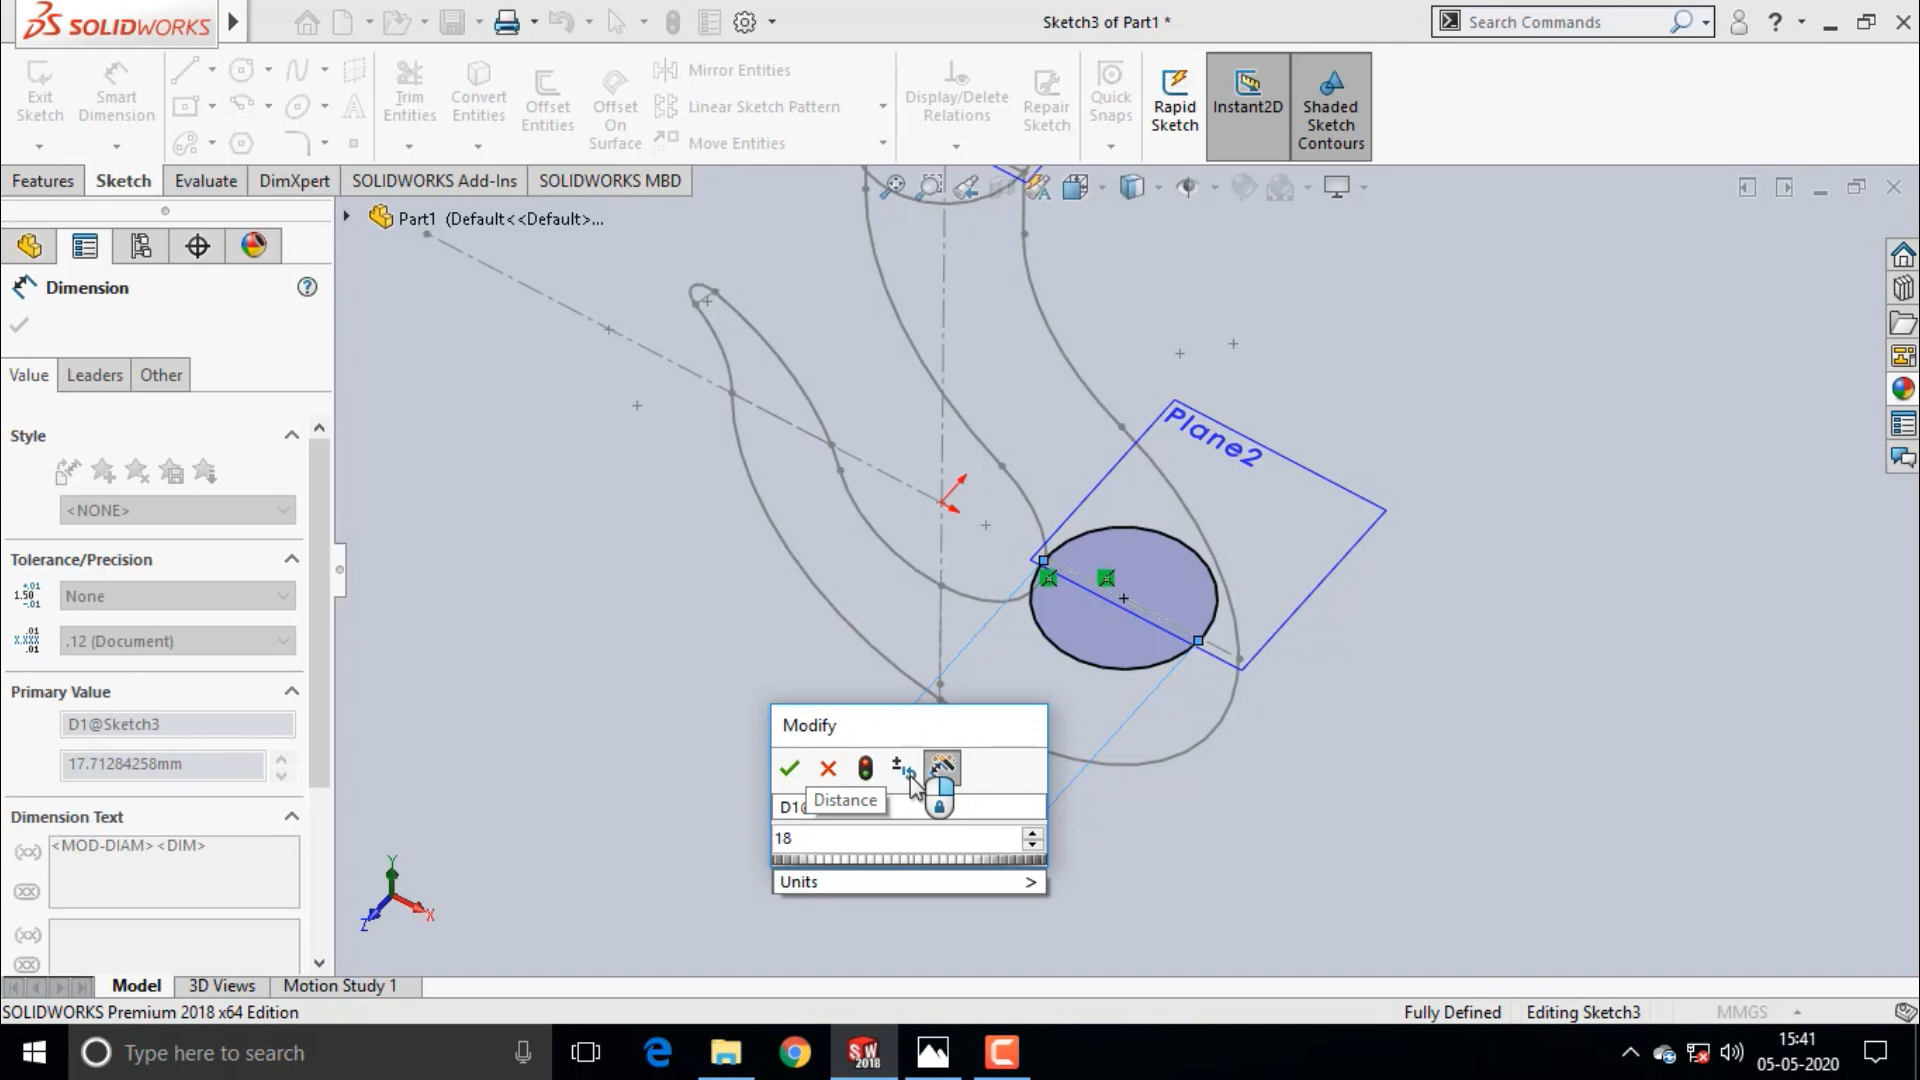 SOLIDWORKS
Sketch3 of Part1 *
Search Commands
?
Exit Sketch
Smart Dimension
Trim Entities
Convert Entities
Offset Entities
Offset On Surface
Mirror Entities
Linear Sketch Pattern
Move Entities
Display/Delete Relations
Repair Sketch
Quick Snaps
Rapid Sketch
Instant2D
Shaded Sketch Contours
Features
Sketch
Evaluate
DimXpert
SOLIDWORKS Add-Ins
SOLIDWORKS MBD
Part1 (Default<<Default>...
Dimension
Value
Leaders
Other
Style
<NONE>
Tolerance/Precision
None
.12 (Document)
Primary Value
D1@Sketch3
17.71284258mm
Dimension Text
<MOD-DIAM> <DIM>
Plane2
Modify
Distance
D1@
18
Units >
Y
X
Z
Model
3D Views
Motion Study 1
SOLIDWORKS Premium 2018 x64 Edition
Fully Defined
Editing Sketch3
MMGS
Type here to search
SW 2018
15:41
05-05-2020